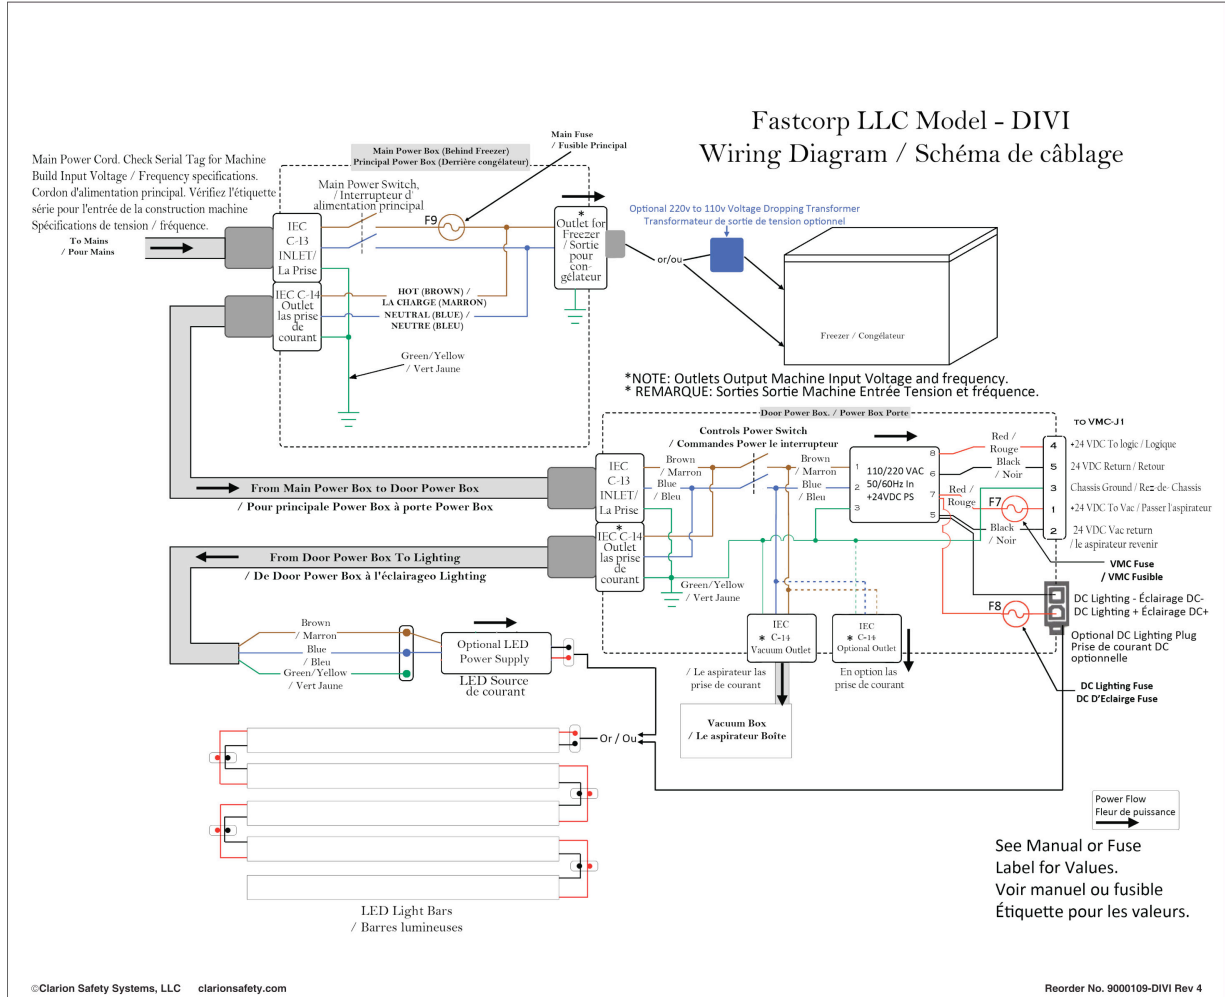 Fastcorp LLC Model - DIVI
Wiring Diagram / Schéma de câblage
Main Power Cord. Check Serial Tag for Machine
Build Input Voltage / Frequency specifications.
Cordon d'alimentation principal. Vérifiez l'étiquette
série pour l'entrée de la construction machine
Spécifications de tension / fréquence.
To Mains
/ Pour Mains
Main Power Box (Behind Freezer)
Principal Power Box (Derrière congélateur)
Main Power Switch,
/ Interrupteur d'
alimentation principal
Main Fuse
/ Fusible Principal
F9
IEC
C-13
INLET/
La Prise
IEC C-14
Outlet
las prise
de
courant
HOT (BROWN) /
LA CHARGE (MARRON)
NEUTRAL (BLUE) /
NEUTRE (BLEU)
Green/Yellow
/ Vert Jaune
*
Outlet for
Freezer
/ Sortie
pour
con-
gélateur
or/ou
Optional 220v to 110v Voltage Dropping Transformer
Transformateur de sortie de tension optionnel
Freezer / Congélateur
*NOTE: Outlets Output Machine Input Voltage and frequency.
* REMARQUE: Sorties Sortie Machine Entrée Tension et fréquence.
Door Power Box. / Power Box Porte
Controls Power Switch
/ Commandes Power le interrupteur
From Main Power Box to Door Power Box
/ Pour principale Power Box à porte Power Box
From Door Power Box To Lighting
/ De Door Power Box à l'éclairageo Lighting
IEC
C-13
INLET/
La Prise
*
IEC C-14
Outlet
las prise
de
courant
Brown
/ Marron
Blue
/ Bleu
Brown
/ Marron
Blue
/ Bleu
Green/Yellow
/ Vert Jaune
1
2
3
110/220 VAC
50/60Hz In
+24VDC PS
8
6
7
5
Red /
Rouge
Black
/ Noir
Red /
Rouge
F7
Black
/ Noir
TO VMC-J1
4 +24 VDC To logic / Logique
5 24 VDC Return / Retour
3 Chassis Ground / Rez-de- Chassis
1 +24 VDC To Vac / Passer l'aspirateur
2 24 VDC Vac return
/ le aspirateur revenir
VMC Fuse
/ VMC Fusible
F8
DC Lighting - Éclairage DC-
DC Lighting + Éclairage DC+
Optional DC Lighting Plug
Prise de courant DC
optionnelle
DC Lighting Fuse
DC D'Eclairge Fuse
IEC
* C-14
Vacuum Outlet
IEC
* C-14
Optional Outlet
/ Le aspirateur las
prise de courant
En option las
prise de courant
Vacuum Box
/ Le aspirateur Boîte
Brown
/ Marron
Blue
/ Bleu
Green/Yellow
/ Vert Jaune
Optional LED
Power Supply
LED Source
de courant
Or / Ou
LED Light Bars
/ Barres lumineuses
Power Flow
Fleur de puissance
See Manual or Fuse
Label for Values.
Voir manuel ou fusible
Étiquette pour les valeurs.
©Clarion Safety Systems, LLC clarionsafety.com
Reorder No. 9000109-DIVI Rev 4